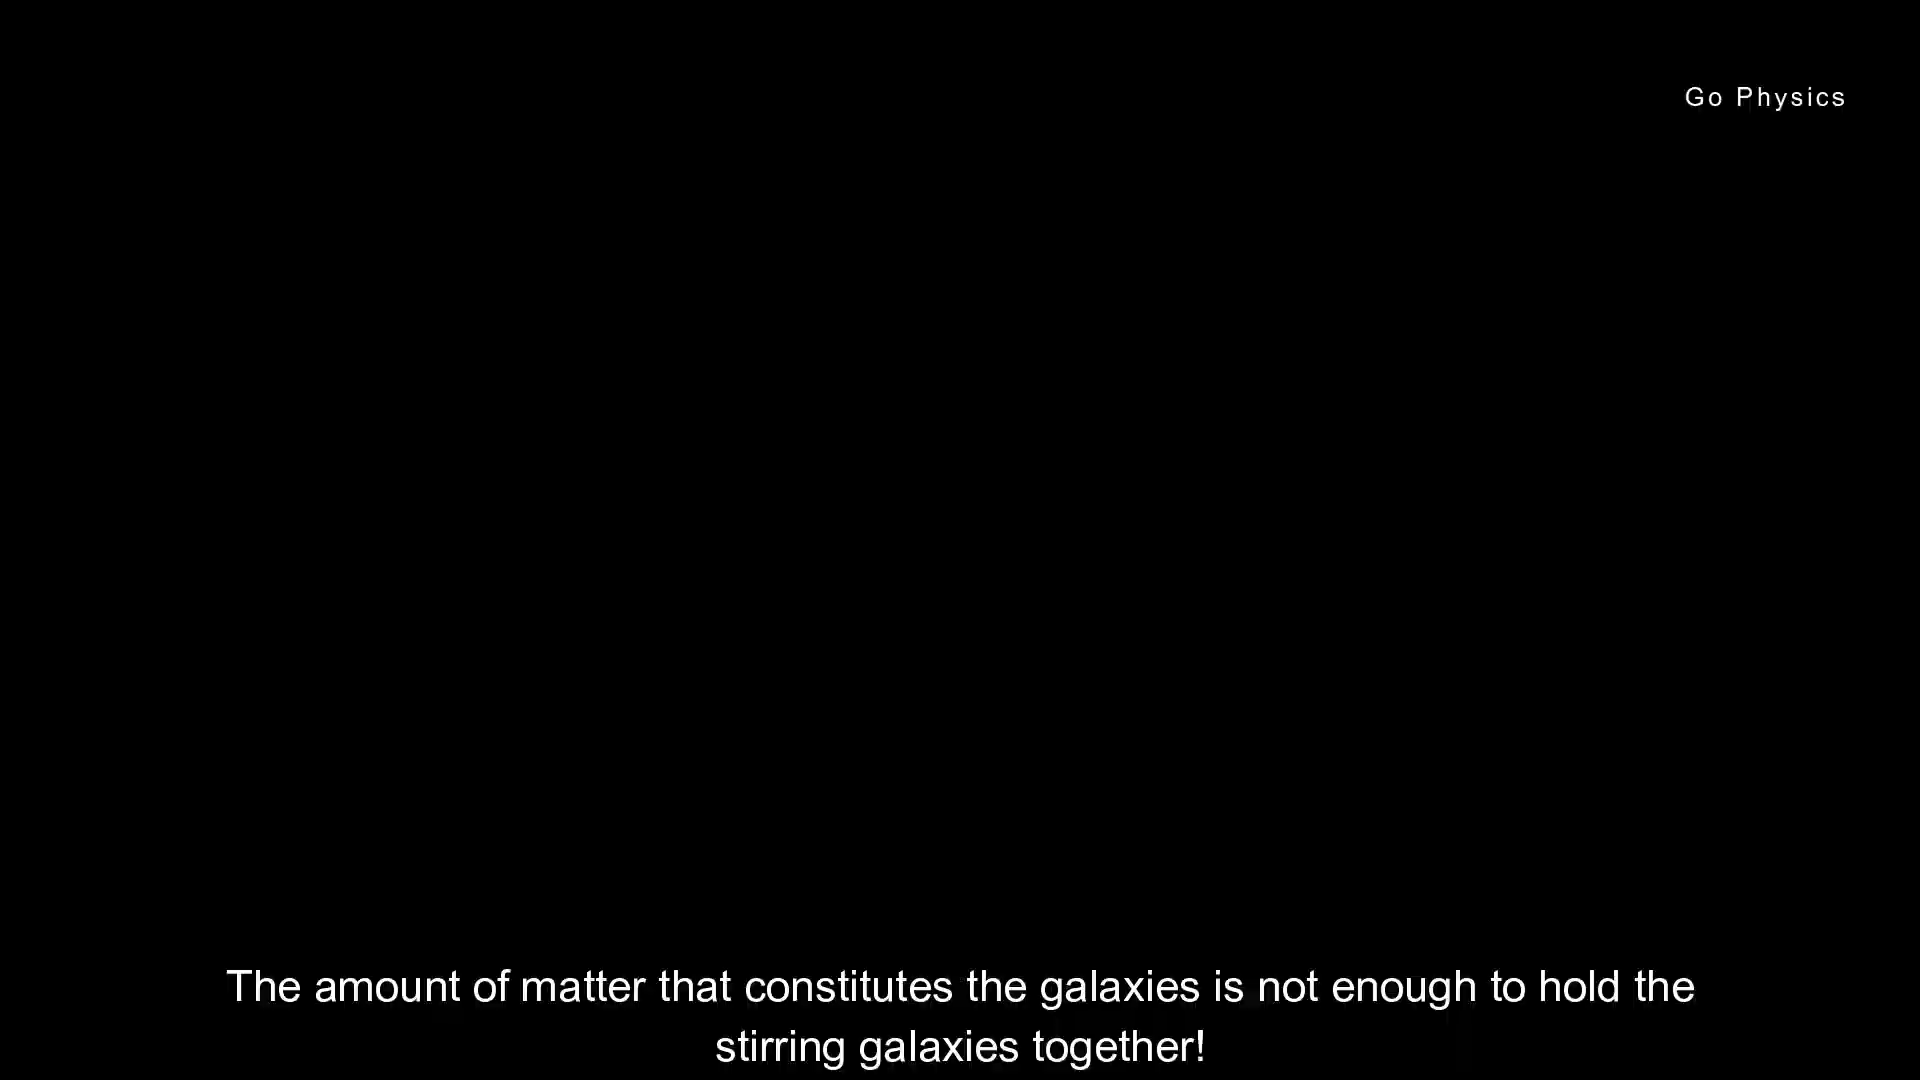 Go Physics
The amount of matter that constitutes the galaxies is not enough to hold the
stirring galaxies together!